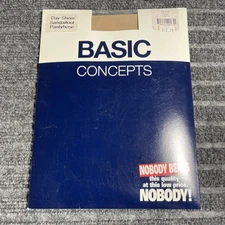 Day Sheer
Sandalfoot
Pantyhose
BASIC
CONCEPTS
NOBODY BEATS
this quality
at this low price.
NOBODY!